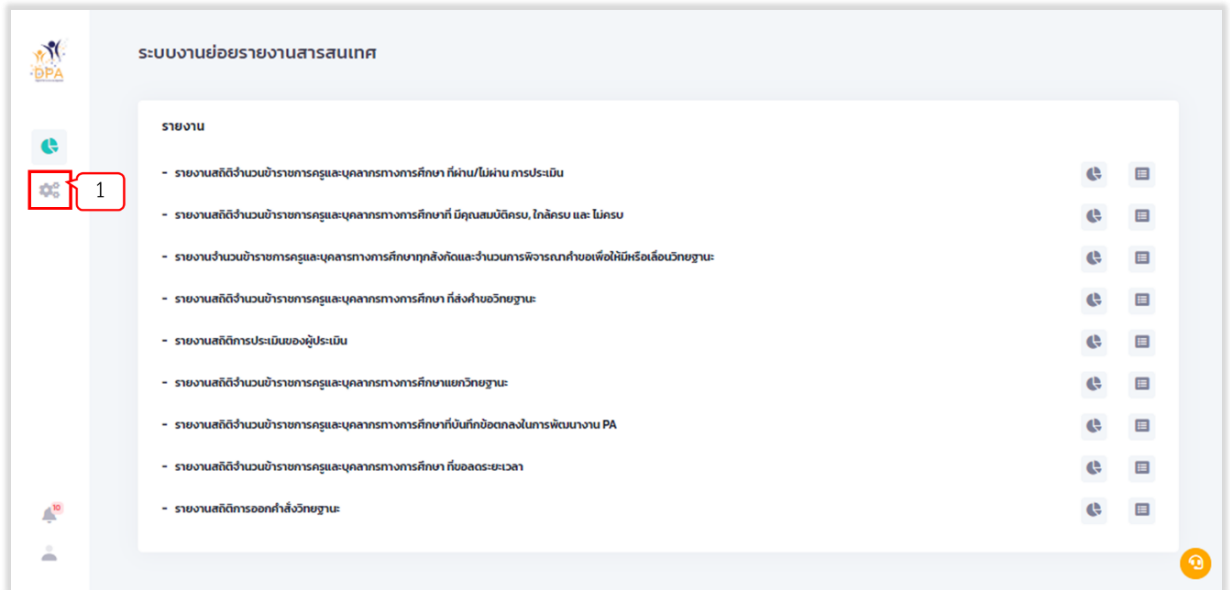 ระบบงานย่อยรายงานสารสนเทศ
DPA
รายงาน
1
- รายงานสถิติจำนวนข้าราชการครูและบุคลากรทางการศึกษา ที่ผ่าน/ไม่ผ่าน การประเมิน
- รายงานสถิติจำนวนข้าราชการครูและบุคลากรทางการศึกษาที่ มีคุณสมบัติครบ, ใกล้ครบ และ ไม่ครบ
- รายงานจำนวนข้าราชการครูและบุคลารทางการศึกษาทุกสังกัดและจำนวนการพิจารณาคำขอเพื่อให้มีหรือเลื่อนวิทยฐานะ
- รายงานสถิติจำนวนข้าราชการครูและบุคลากรทางการศึกษา ที่ส่งคำขอวิทยฐานะ
- รายงานสถิติการประเมินของผู้ประเมิน
- รายงานสถิติจำนวนข้าราชการครูและบุคลากรทางการศึกษาแยกวิทยฐานะ
- รายงานสถิติจำนวนข้าราชการครูและบุคลากรทางการศึกษาที่บันทึกข้อตกลงในการพัฒนางาน PA
- รายงานสถิติจำนวนข้าราชการครูและบุคลากรทางการศึกษา ที่ขอลดระยะเวลา
- รายงานสถิติการออกคำสั่งวิทยฐานะ
10